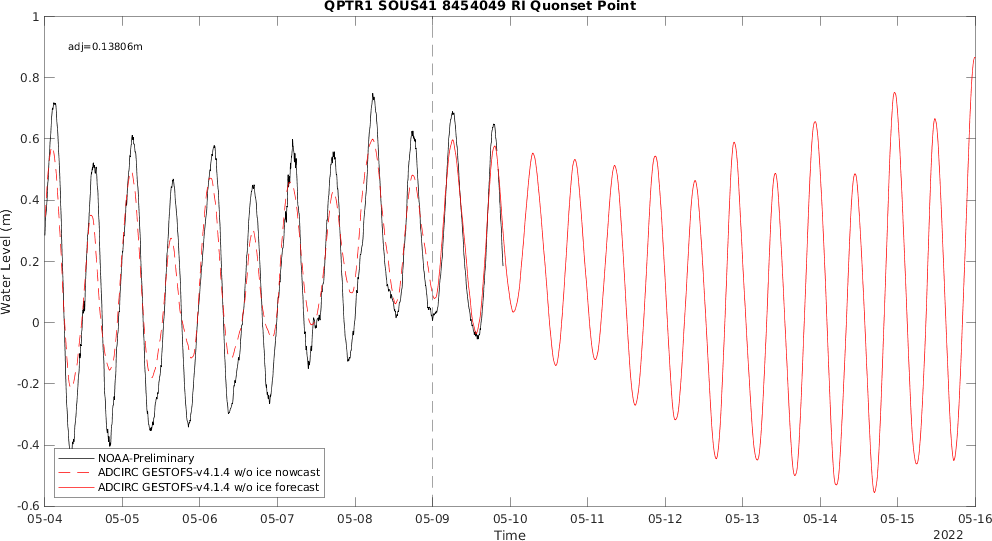 QPTR1 SOUS41 8454049 RI Quonset Point
adj=0.13806m
1
0.8
0.6
0.4
0.2
0
-0.2
-0.4
-0.6
Water Level (m)
NOAA-Preliminary
ADCIRC GESTOFS-v4.1.4 w/o ice nowcast
ADCIRC GESTOFS-v4.1.4 w/o ice forecast
05-04 05-05 05-06 05-07 05-08 05-09 05-10 05-11 05-12 05-13 05-14 05-15 05-16
Time
2022